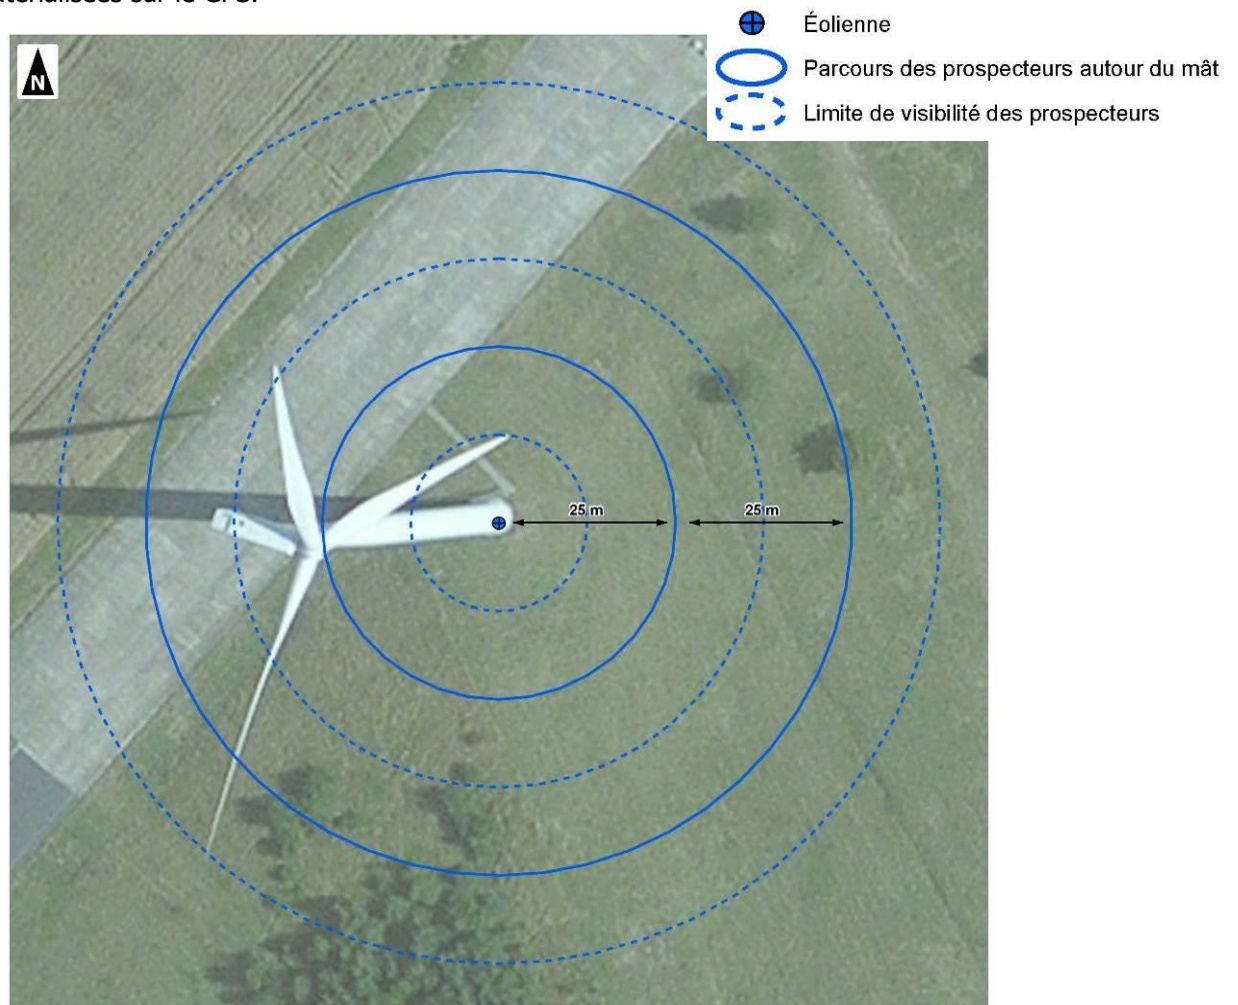 Éolienne
Parcours des prospecteurs autour du mât
Limite de visibilité des prospecteurs
N
25 m
25 m